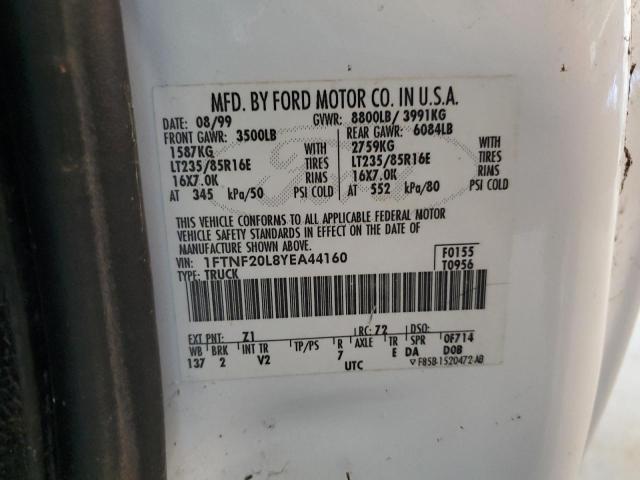 MFD. BY FORD MOTOR CO. IN U.S.A.
DATE: 08/99 GVWR: 8800LB/ 3991KG
FRONT GAWR: 3500LB REAR GAWR: 6084LB
1587KG WITH 2759KG WITH
LT235/85R16E TIRES LT235/85R16E TIRES
16X7.0K RIMS 16X7.0K RIMS
AT 345 kPa/50 PSI COLD AT 552 kPa/80 PSI COLD
THIS VEHICLE CONFORMS TO ALL APPLICABLE FEDERAL MOTOR
VEHICLE SAFETY STANDARDS IN EFFECT ON THE DATE OF
MANUFACTURE SHOWN ABOVE.
VIN: 1FTNF20L8YEA44160 F0155
TYPE: TRUCK T0956
EXT PNT: Z1 RC: 72 DSO:
WB BRK INT TR TP/PS R AXLE TR SPR 0F714
137 2 V2 7 E DA D0B
UTC ▽F85B-1520472-AB